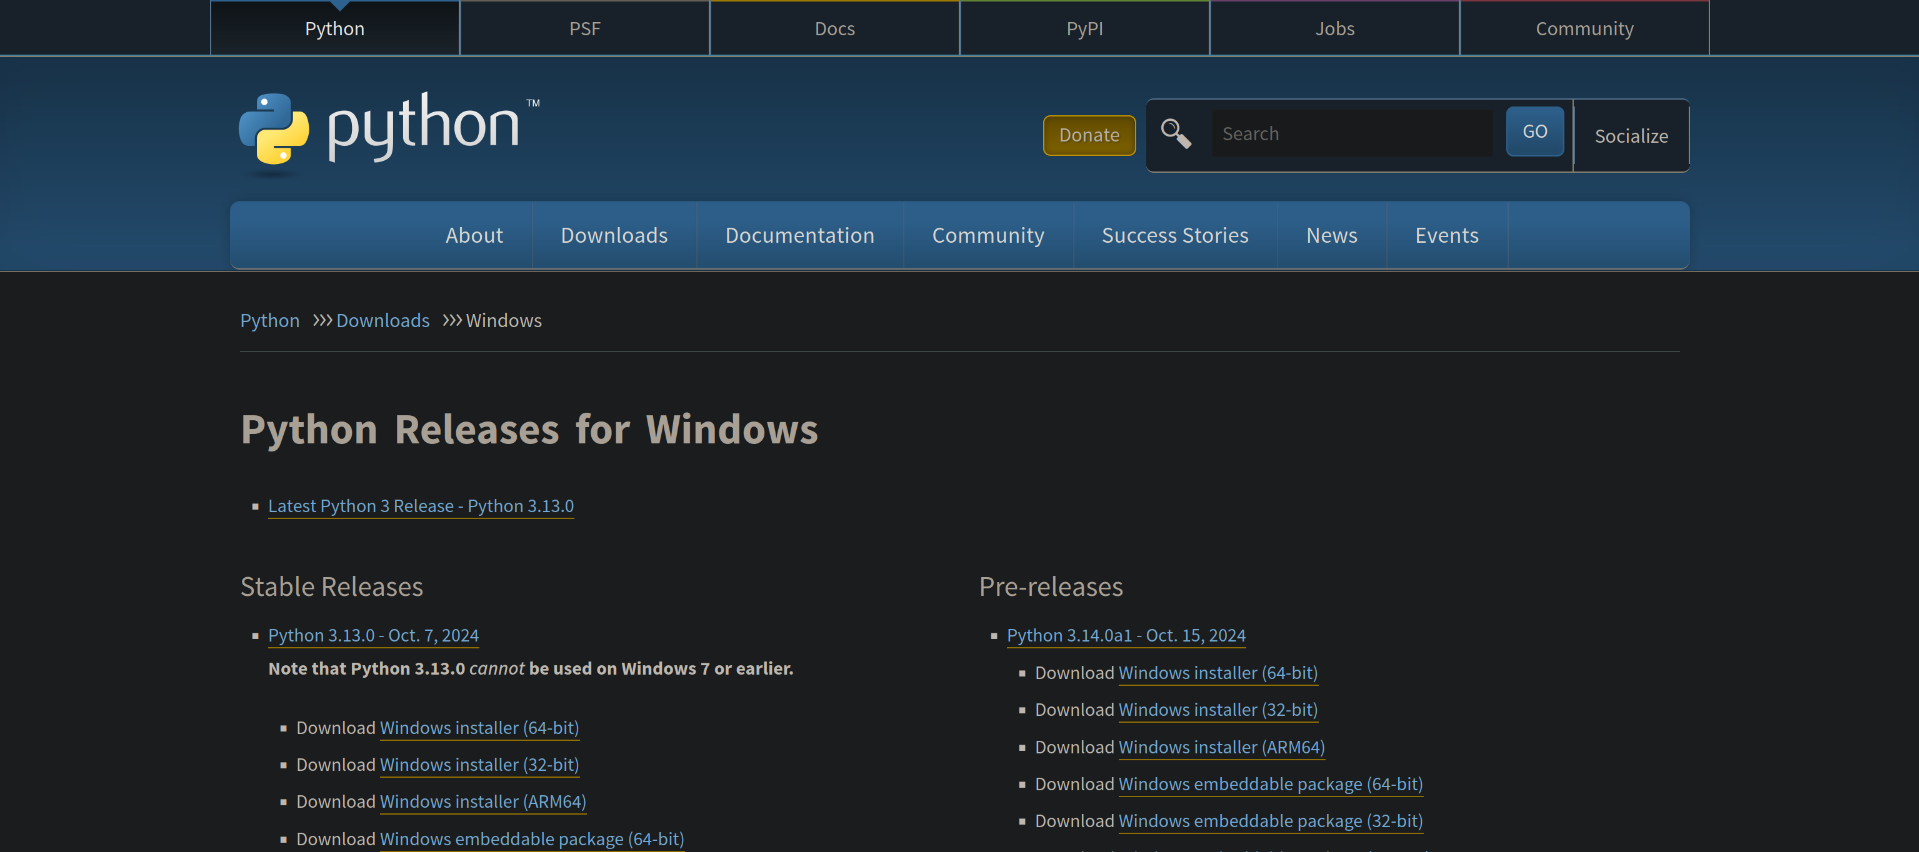 Python PSF Docs PyPI Jobs Community
python™
Donate Search GO Socialize
About Downloads Documentation Community Success Stories News Events
Python >>> Downloads >>> Windows
Python Releases for Windows
Latest Python 3 Release - Python 3.13.0
Stable Releases
Python 3.13.0 - Oct. 7, 2024
Note that Python 3.13.0 cannot be used on Windows 7 or earlier.
Download Windows installer (64-bit)
Download Windows installer (32-bit)
Download Windows installer (ARM64)
Download Windows embeddable package (64-bit)
Pre-releases
Python 3.14.0a1 - Oct. 15, 2024
Download Windows installer (64-bit)
Download Windows installer (32-bit)
Download Windows installer (ARM64)
Download Windows embeddable package (64-bit)
Download Windows embeddable package (32-bit)